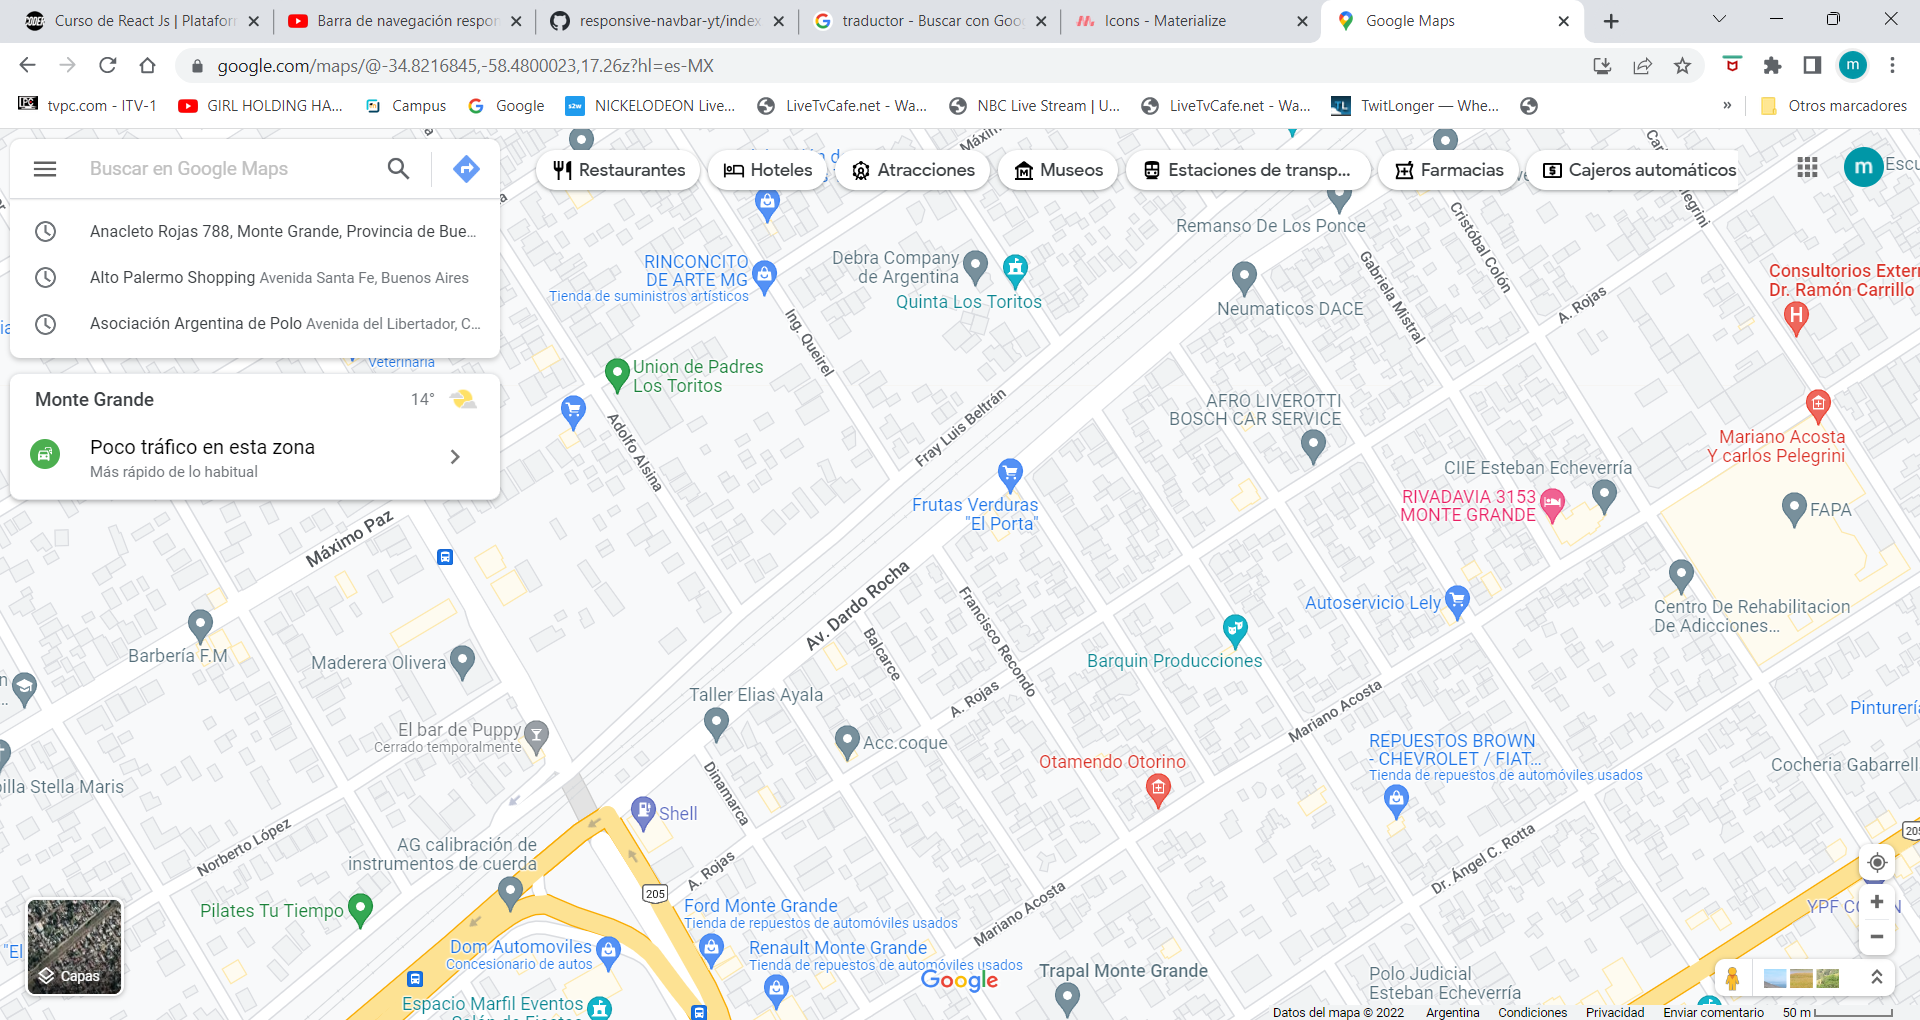 Curso de React Js | Platafor
Barra de navegación respon
responsive-navbar-yt/index.
traductor - Buscar con Goo
Icons - Materialize
Google Maps
google.com/maps/@-34.8216845,-58.4800023,17.26z?hl=es-MX
m
tvpc.com - ITV-1
GIRL HOLDING HA...
Campus
Google
NICKELODEON Live...
LiveTvCafe.net - Wa...
NBC Live Stream | U...
LiveTvCafe.net - Wa...
TwitLonger — Whe...
»
Otros marcadores
Buscar en Google Maps
Restaurantes
Hoteles
Atracciones
Museos
Estaciones de transp...
Farmacias
Cajeros automáticos
m
Escu
Anacleto Rojas 788, Monte Grande, Provincia de Bue...
Alto Palermo Shopping Avenida Santa Fe, Buenos Aires
Asociación Argentina de Polo Avenida del Libertador, C...
Veterinaria
Monte Grande
14°
Poco tráfico en esta zona
Más rápido de lo habitual
Remanso De Los Ponce
Cristóbal Colón
RINCONCITO
DE ARTE MG
Tienda de suministros artísticos
Debra Company
de Argentina
Quinta Los Toritos
Neumaticos DACE
Gabriela Mistral
A. Rojas
Consultorios Extern
Dr. Ramón Carrillo
H
Ing. Queirel
Union de Padres
Los Toritos
Adolfo Alsina
Fray Luis Beltrán
AFRO LIVEROTTI
BOSCH CAR SERVICE
Mariano Acosta
Y carlos Pelegrini
CIIE Esteban Echeverría
RIVADAVIA 3153
MONTE GRANDE
FAPA
Frutas Verduras
"El Porta"
Máximo Paz
Av. Dardo Rocha
Francisco Recondo
Balcarce
Autoservicio Lely
Centro De Rehabilitacion
De Adicciones...
Barbería F.M
Maderera Olivera
Barquin Producciones
Taller Elias Ayala
A. Rojas
Mariano Acosta
Pinturerí
El bar de Puppy
Cerrado temporalmente
Acc.coque
Otamendo Otorino
REPUESTOS BROWN
- CHEVROLET / FIAT...
Tienda de repuestos de automóviles usados
Cocheria Gabarrell
illa Stella Maris
Dinamarca
Shell
Norberto López
AG calibración de
instrumentos de cuerda
A. Rojas
205
Dr. Ángel C. Rotta
205
Pilates Tu Tiempo
Ford Monte Grande
Tienda de repuestos de automóviles usados
Mariano Acosta
YPF CO
N
"El
Capas
Dom Automoviles
Concesionario de autos
Renault Monte Grande
Tienda de repuestos de automóviles usados
Google
Trapal Monte Grande
Polo Judicial
Esteban Echeverría
Espacio Marfil Eventos
Salón de Fiestas
Datos del mapa © 2022
Argentina
Condiciones
Privacidad
Enviar comentario
50 m